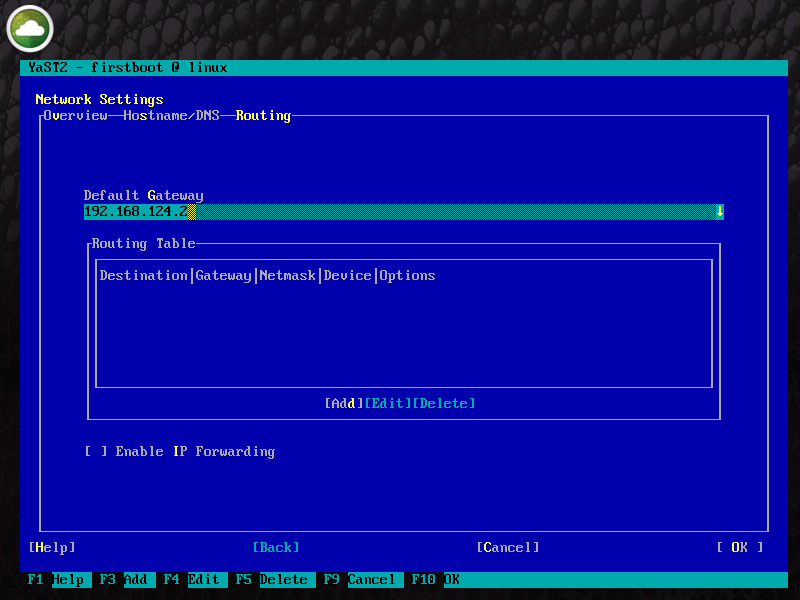 YaST2 - firstboot @ linux
Network Settings
Overview—Hostname/DNS—Routing
Default Gateway
192.168.124.2
Routing Table
Destination|Gateway|Netmask|Device|Options
[Add][Edit][Delete]
[ ] Enable IP Forwarding
[Help] [Back] [Cancel] [ OK ]
F1 Help F3 Add F4 Edit F5 Delete F9 Cancel F10 OK